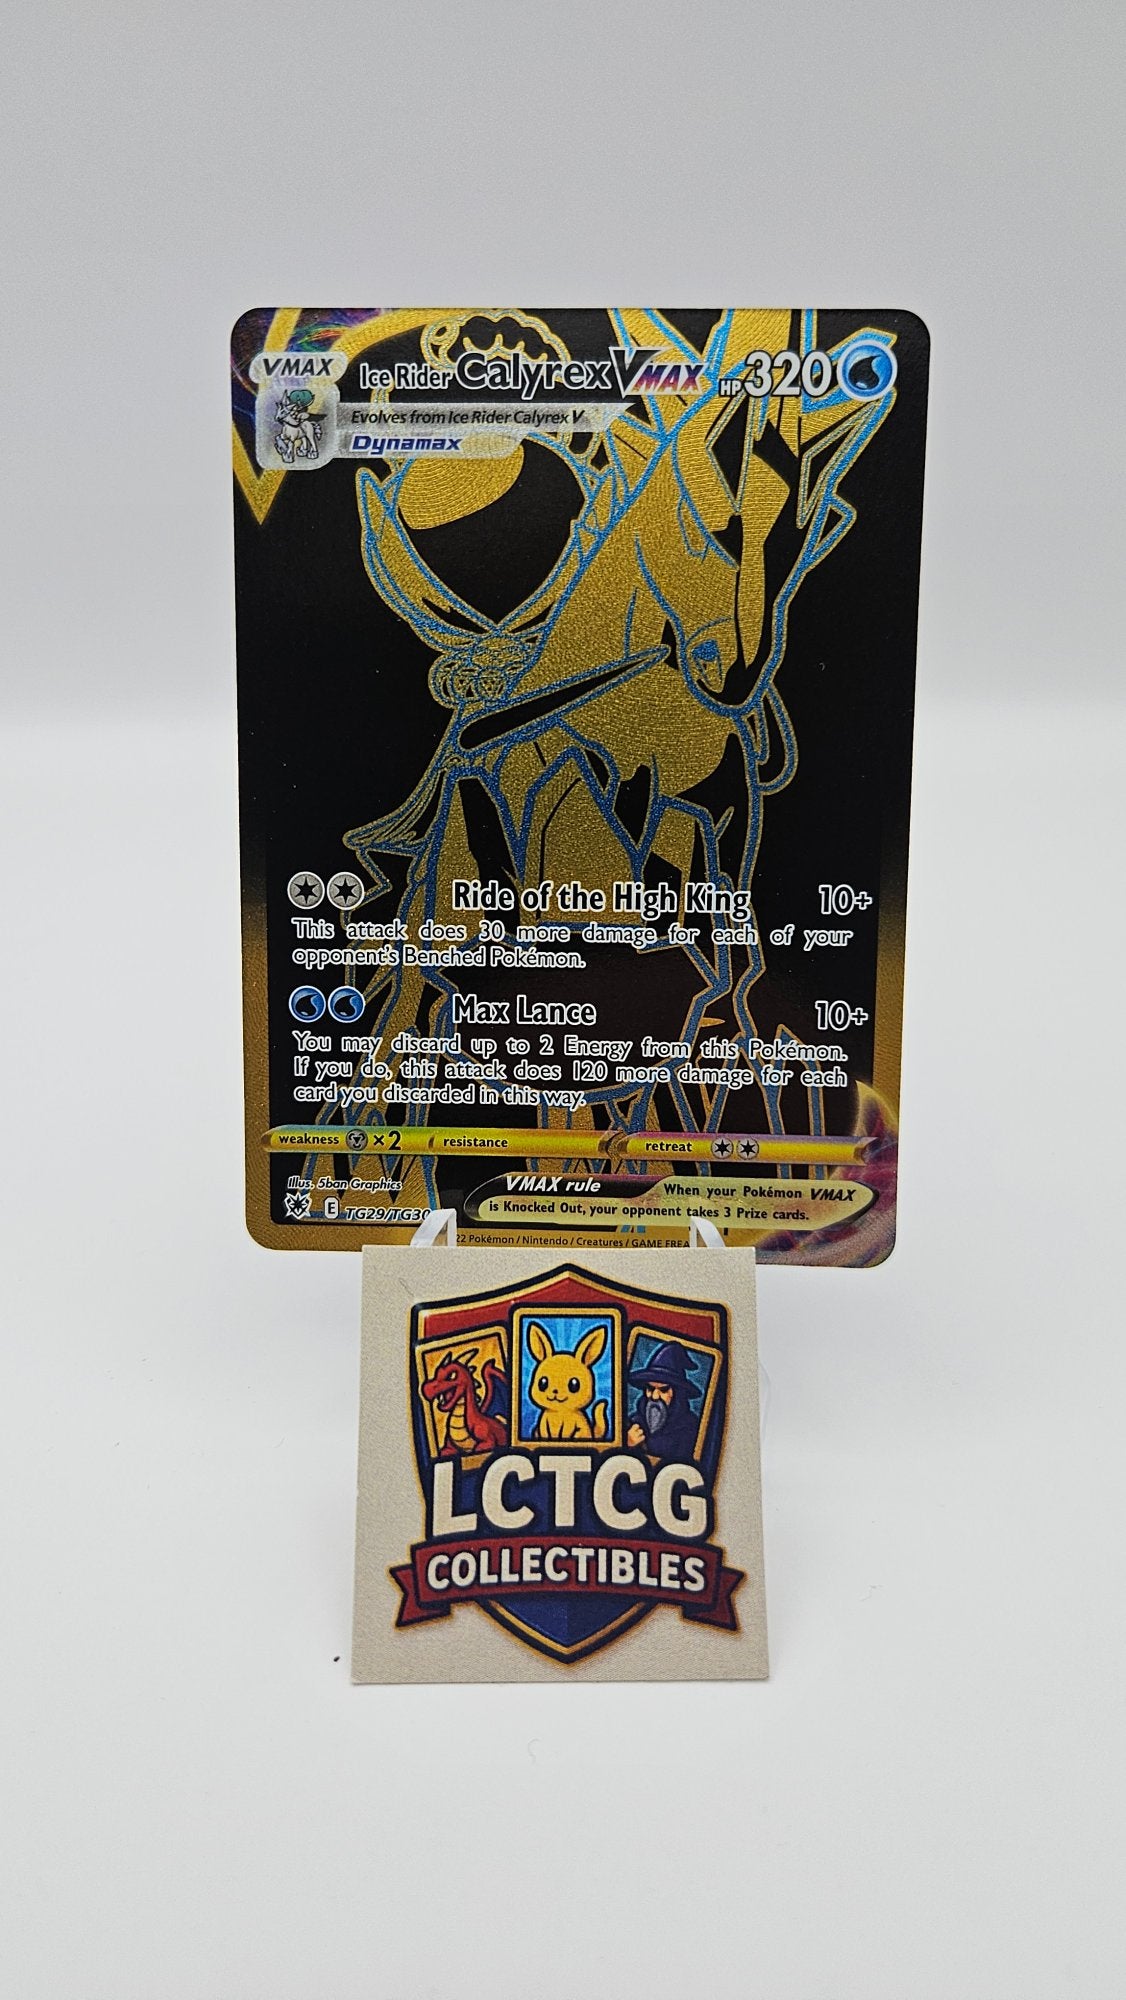 VMAX Ice Rider Calyrex VMAX HP 320
Evolves from Ice Rider Calyrex V
Dynamax
Ride of the High King 10+
This attack does 30 more damage for each of your
opponent's Benched Pokémon.
Max Lance 10+
You may discard up to 2 Energy from this Pokémon.
If you do, this attack does 120 more damage for each
card you discarded in this way.
weakness ×2 resistance retreat
Illus. 5ban Graphics
VMAX rule When your Pokémon VMAX
is Knocked Out, your opponent takes 3 Prize cards.
E TG29/TG30
22 Pokémon / Nintendo / Creatures / GAME FREA
LCTCG
COLLECTIBLES